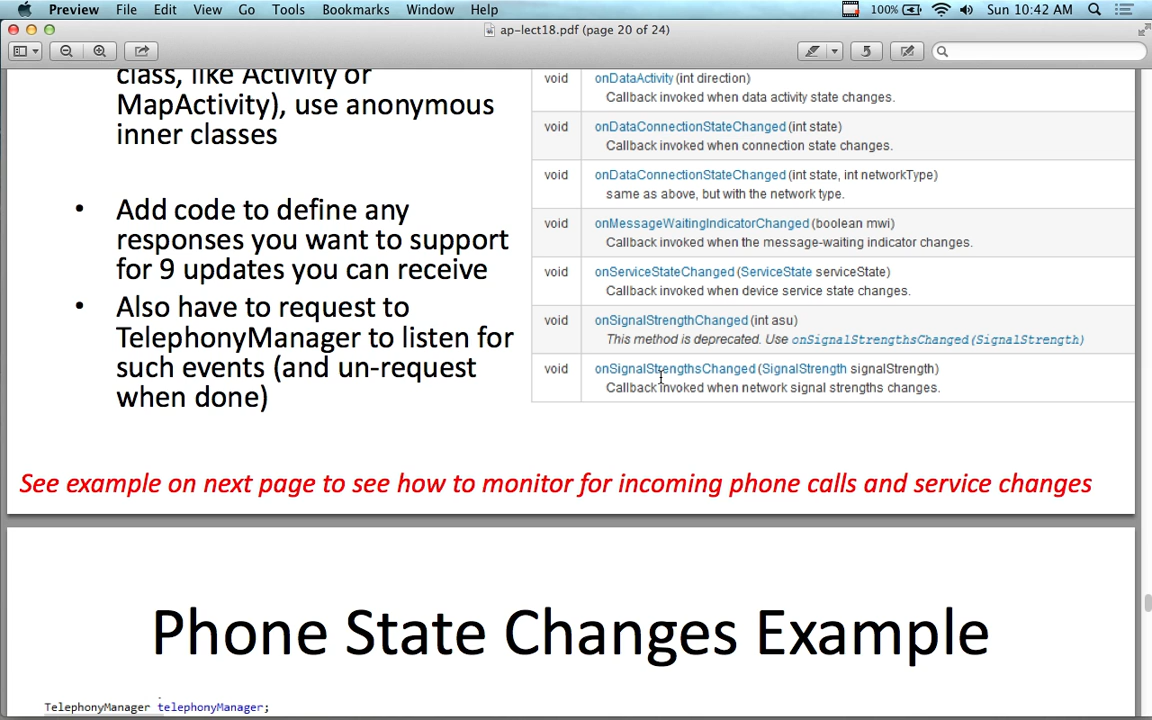 Preview File Edit View Go Tools Bookmarks Window Help 100% Sun 10:42 AM
ap-lect18.pdf (page 20 of 24)
class, like Activity or
MapActivity), use anonymous
inner classes
• Add code to define any
responses you want to support
for 9 updates you can receive
• Also have to request to
TelephonyManager to listen for
such events (and un-request
when done)
void onDataActivity (int direction)
Callback invoked when data activity state changes.
void onDataConnectionStateChanged (int state)
Callback invoked when connection state changes.
void onDataConnectionStateChanged (int state, int networkType)
same as above, but with the network type.
void onMessageWaitingIndicatorChanged (boolean mwi)
Callback invoked when the message-waiting indicator changes.
void onServiceStateChanged (ServiceState serviceState)
Callback invoked when device service state changes.
void onSignalStrengthChanged (int asu)
This method is deprecated. Use onSignalStrengthsChanged(SignalStrength)
void onSignalStrengthsChanged (SignalStrength signalStrength)
Callback invoked when network signal strengths changes.
See example on next page to see how to monitor for incoming phone calls and service changes
Phone State Changes Example
TelephonyManager telephonyManager;